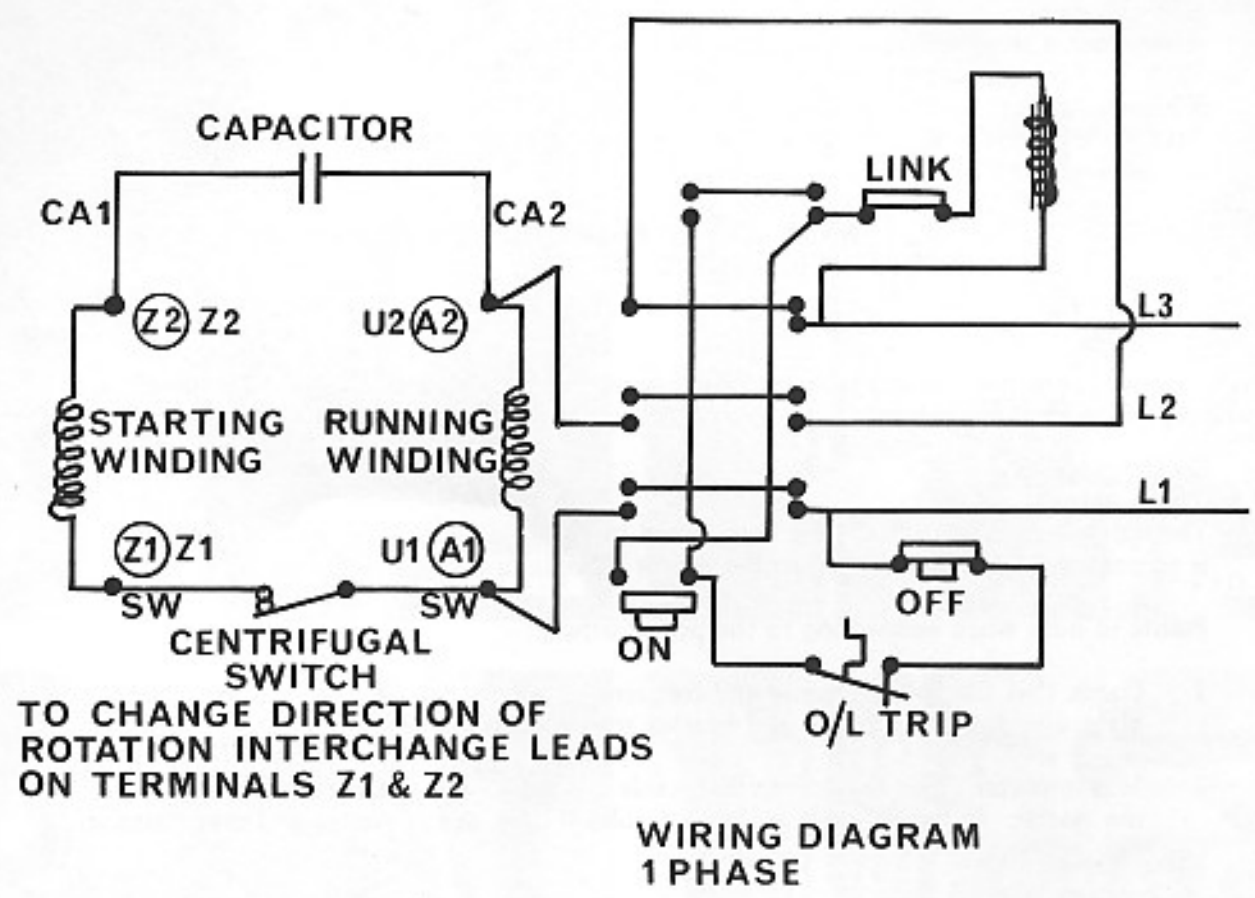 CAPACITOR
CA1
CA2
LINK
Z2 Z2
U2 A2
L3
STARTING
WINDING
RUNNING
WINDING
L2
L1
Z1 Z1
U1 A1
SW
SW
OFF
ON
CENTRIFUGAL
SWITCH
O/L TRIP
TO CHANGE DIRECTION OF
ROTATION INTERCHANGE LEADS
ON TERMINALS Z1 & Z2
WIRING DIAGRAM
1 PHASE